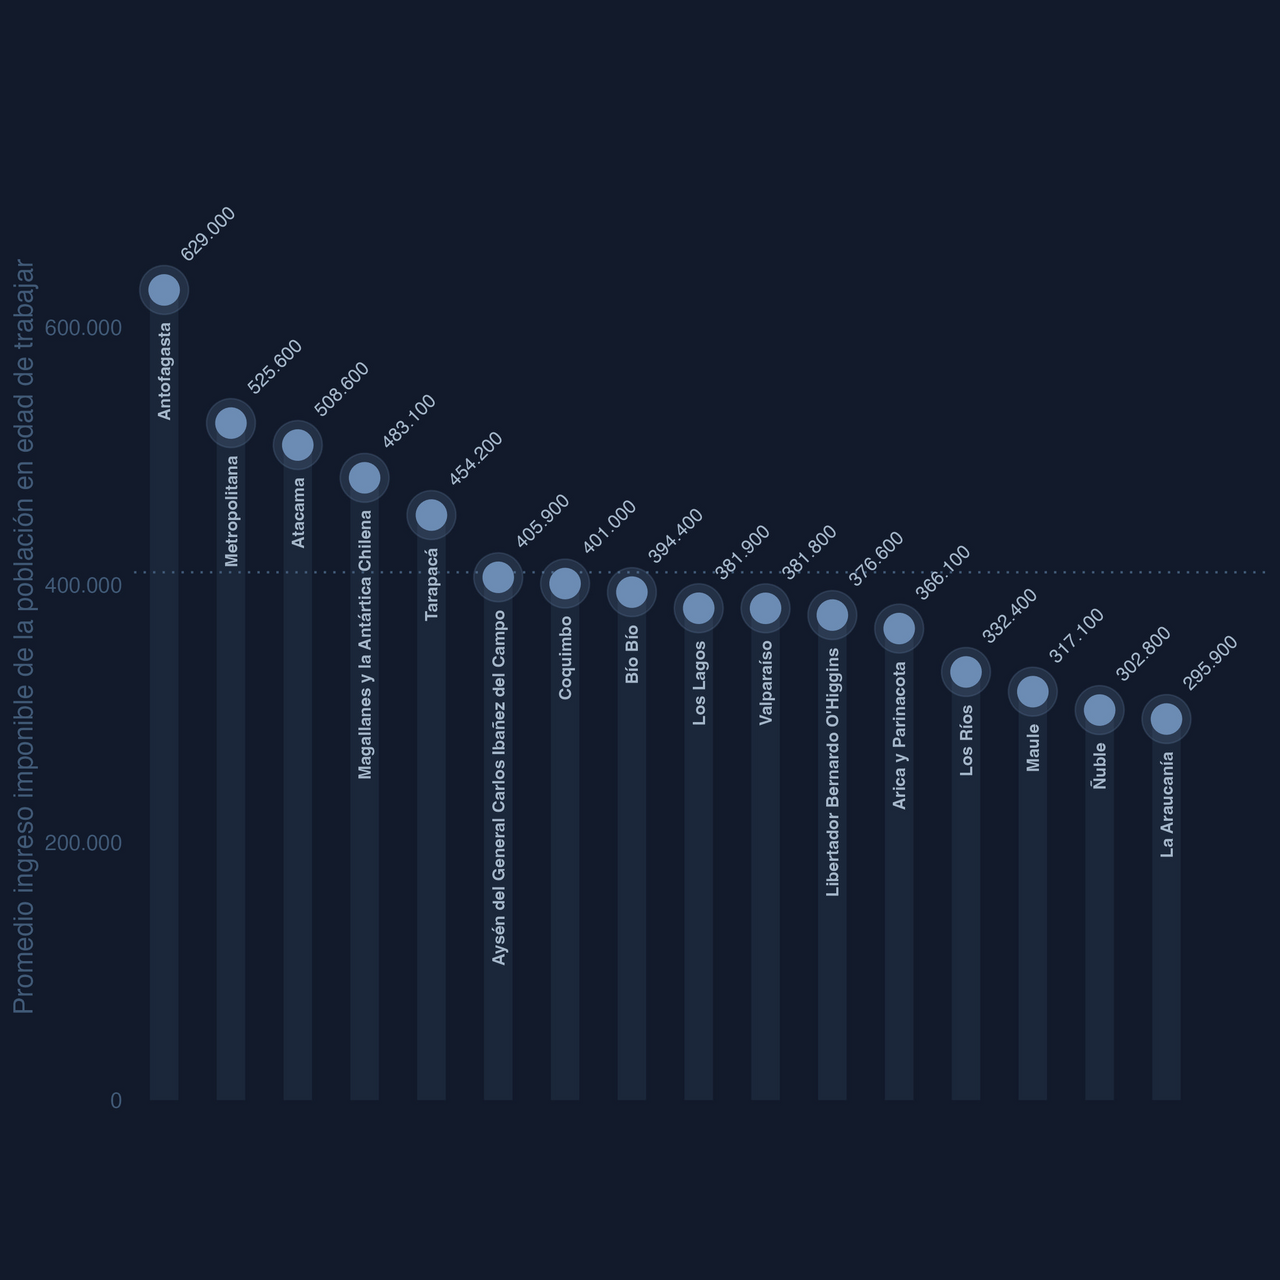 Promedio ingreso imponible de la población en edad de trabajar
600.000
400.000
200.000
0
629.000
Antofagasta
525.600
Metropolitana
508.600
Atacama
483.100
Magallanes y la Antártica Chilena
454.200
Tarapacá
405.900
Aysén del General Carlos Ibañez del Campo
401.000
Coquimbo
394.400
Bío Bío
381.900
Los Lagos
381.800
Valparaíso
376.600
Libertador Bernardo O'Higgins
366.100
Arica y Parinacota
332.400
Los Ríos
317.100
Maule
302.800
Ñuble
295.900
La Araucanía